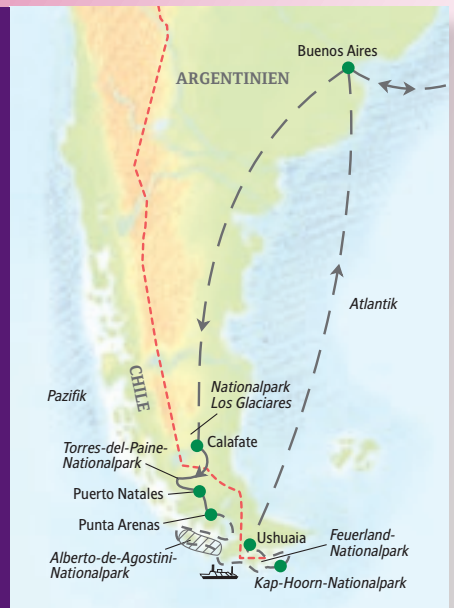 Buenos Aires
ARGENTINIEN
Atlantik
CHILE
Pazifik
Nationalpark
Los Glaciares
Calafate
Torres-del-Paine-
Nationalpark
Puerto Natales
Punta Arenas
Ushuaia
Feuerland-
Nationalpark
Alberto-de-Agostini-
Nationalpark
Kap-Hoorn-Nationalpark